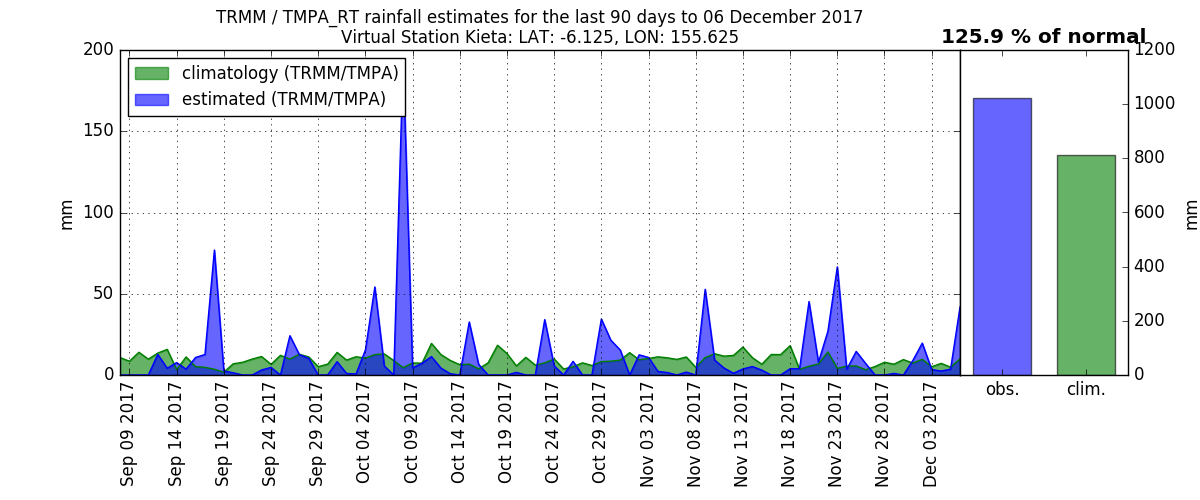 TRMM / TMPA_RT rainfall estimates for the last 90 days to 06 December 2017
Virtual Station Kieta: LAT: -6.125, LON: 155.625
125.9 % of normal
climatology (TRMM/TMPA)
estimated (TRMM/TMPA)
200
150
100
50
0
mm
1200
1000
800
600
400
200
0
mm
Sep 09 2017
Sep 14 2017
Sep 19 2017
Sep 24 2017
Sep 29 2017
Oct 04 2017
Oct 09 2017
Oct 14 2017
Oct 19 2017
Oct 24 2017
Oct 29 2017
Nov 03 2017
Nov 08 2017
Nov 13 2017
Nov 18 2017
Nov 23 2017
Nov 28 2017
Dec 03 2017
obs.
clim.